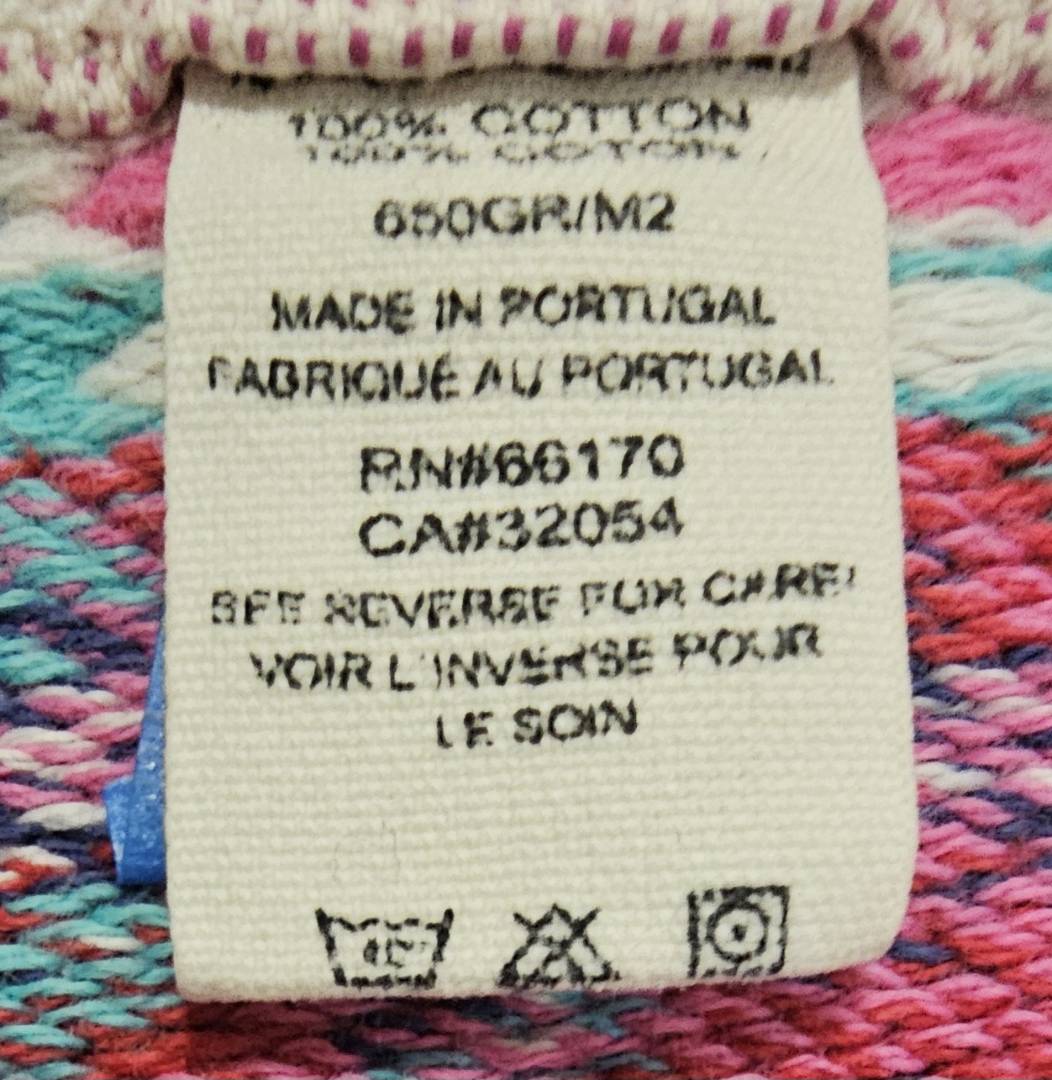 100% COTTON
100% COTON
650GR/M2
MADE IN PORTUGAL
FABRIQUÉ AU PORTUGAL
RN#66170
CA#32054
SEE REVERSE FOR CARE!
VOIR L'INVERSE POUR
LE SOIN